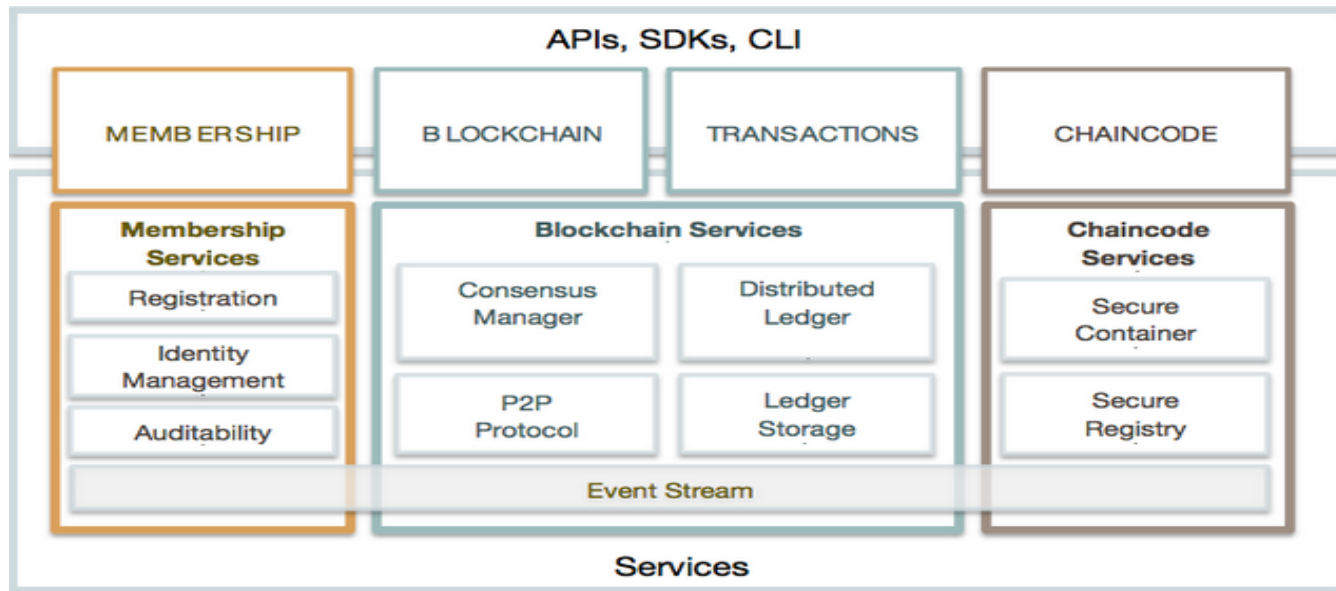 APIs, SDKs, CLI
MEMBERSHIP
BLOCKCHAIN
TRANSACTIONS
CHAINCODE
Membership
Services
Registration
Identity
Management
Auditability
Blockchain Services
Consensus
Manager
Distributed
Ledger
P2P
Protocol
Ledger
Storage
Chaincode
Services
Secure
Container
Secure
Registry
Event Stream
Services